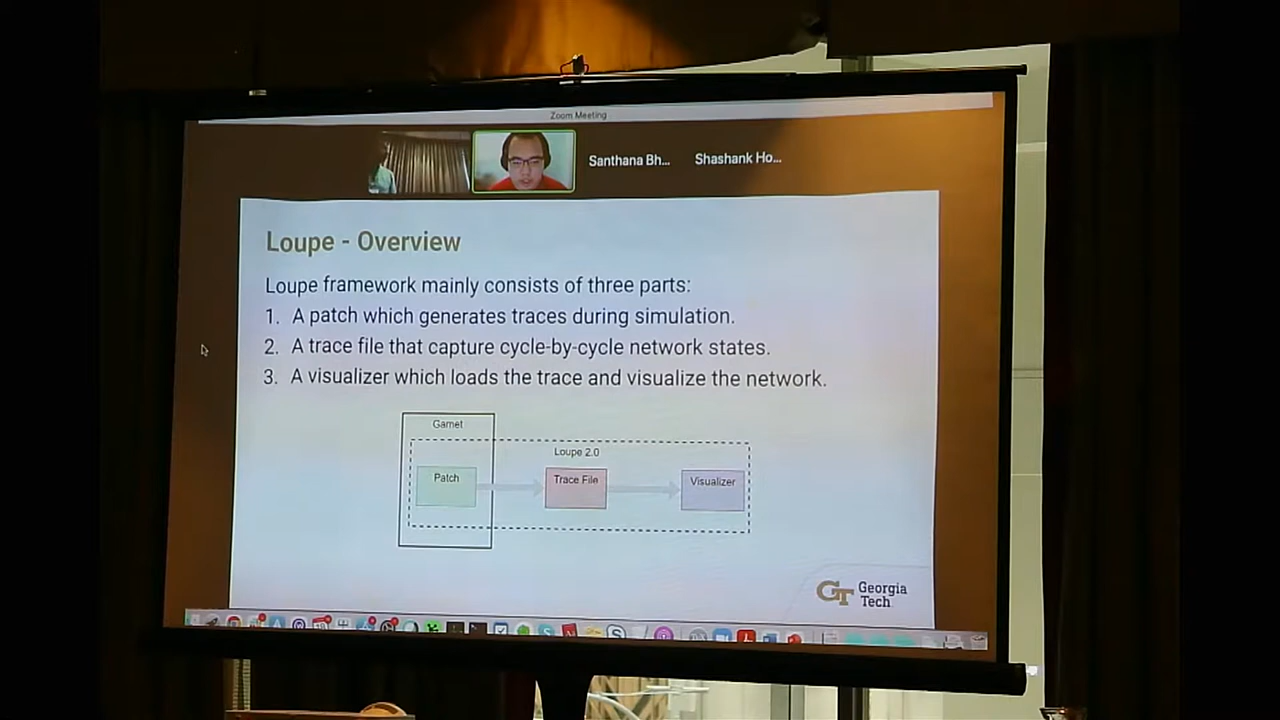 Zoom Meeting
Santhana Bh...
Shashank Ho...
Loupe - Overview
Loupe framework mainly consists of three parts:
1. A patch which generates traces during simulation.
2. A trace file that capture cycle-by-cycle network states.
3. A visualizer which loads the trace and visualize the network.
Garnet
Loupe 2.0
Patch
Trace File
Visualizer
GT Georgia
Tech